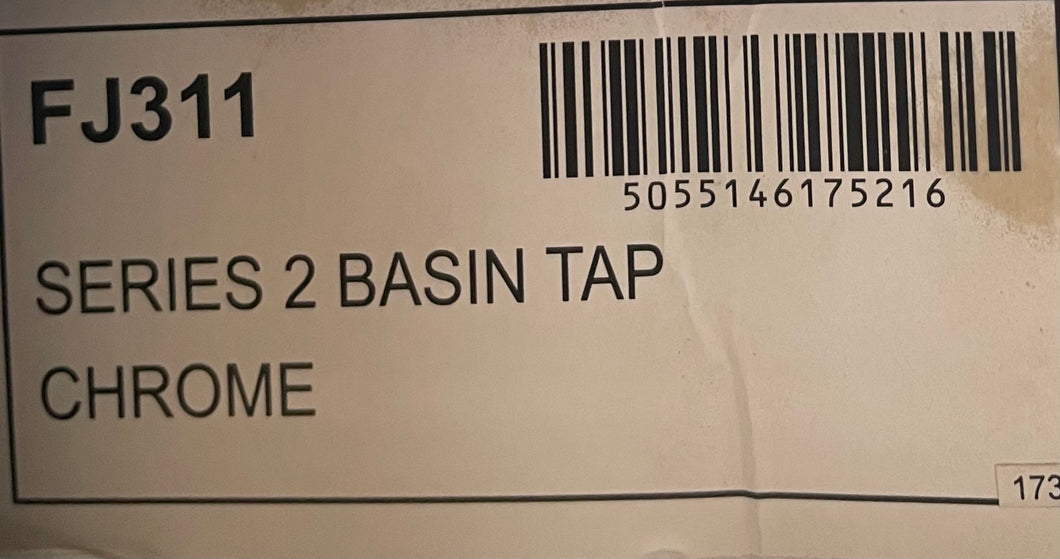 FJ311
5055146175216
SERIES 2 BASIN TAP
CHROME
173